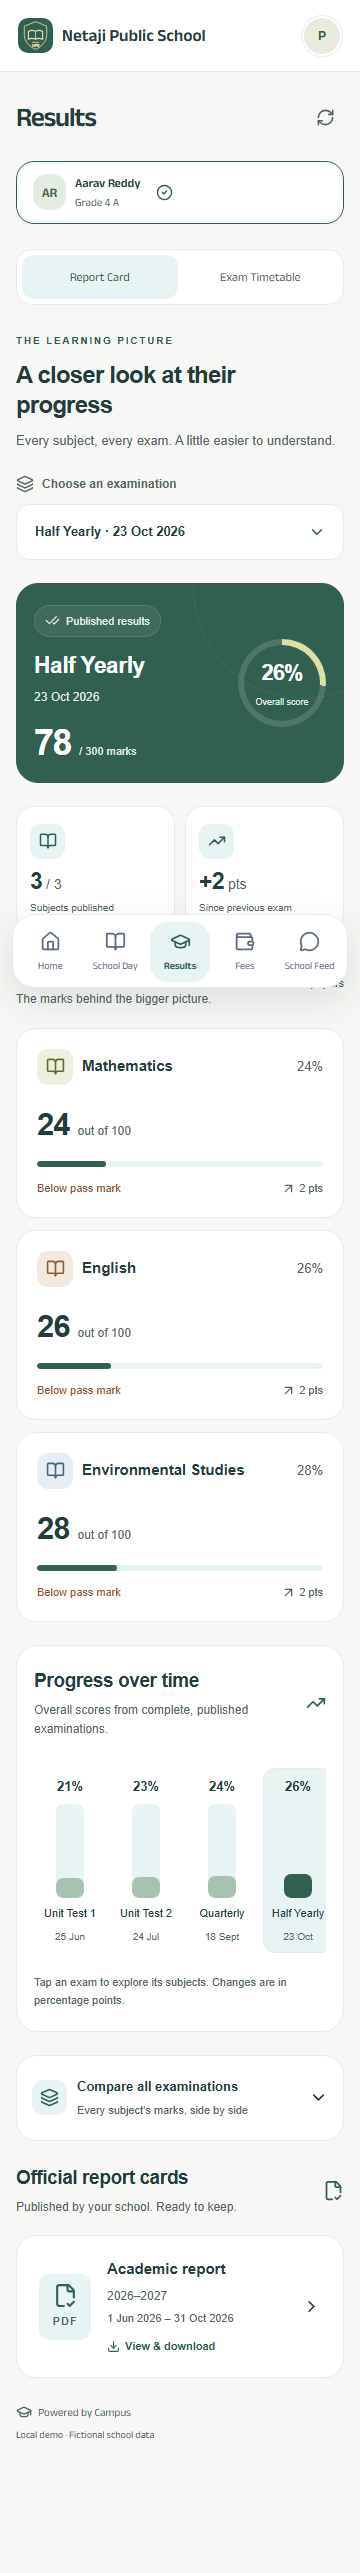 Netaji Public School
P
Results
AR
Aarav Reddy
Grade 4 A
Report Card
Exam Timetable
THE LEARNING PICTURE
A closer look at their
progress
Every subject, every exam. A little easier to understand.
Choose an examination
Half Yearly · 23 Oct 2026
Published results
Half Yearly
23 Oct 2026
78 / 300 marks
26%
Overall score
3 / 3
Subjects published
+2 pts
Since previous exam
Home
School Day
Results
Fees
School Feed
The marks behind the bigger picture.
Mathematics
24%
24 out of 100
Below pass mark
2 pts
English
26%
26 out of 100
Below pass mark
2 pts
Environmental Studies
28%
28 out of 100
Below pass mark
2 pts
Progress over time
Overall scores from complete, published
examinations.
21%
23%
24%
26%
Unit Test 1
Unit Test 2
Quarterly
Half Yearly
25 Jun
24 Jul
18 Sept
23 Oct
Tap an exam to explore its subjects. Changes are in
percentage points.
Compare all examinations
Every subject's marks, side by side
Official report cards
Published by your school. Ready to keep.
PDF
Academic report
2026–2027
1 Jun 2026 – 31 Oct 2026
View & download
Powered by Campus
Local demo · Fictional school data